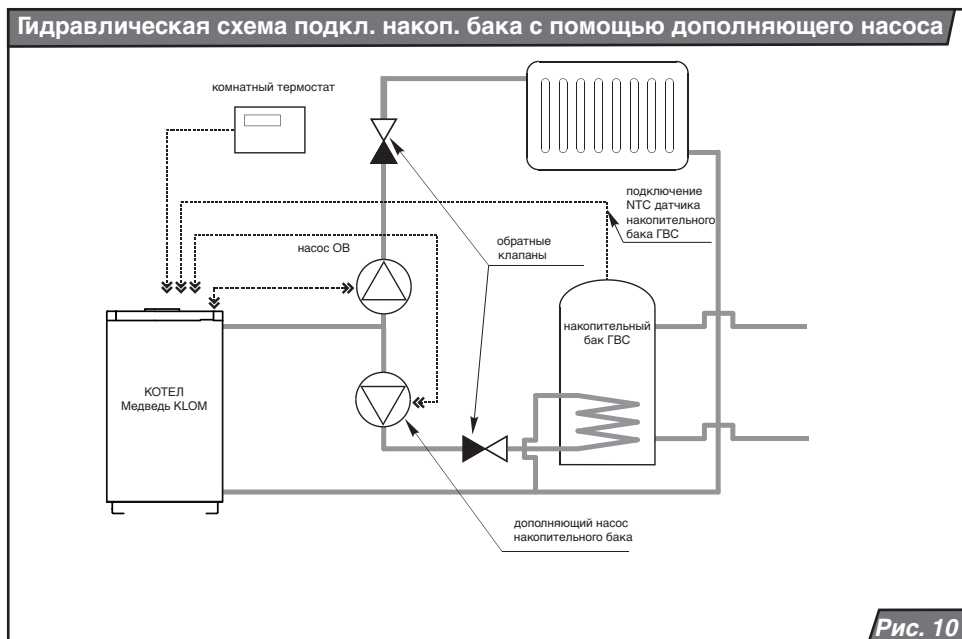 Гидравлическая схема подкл. накоп. бака с помощью дополняющего насоса
комнатный термостат
подключение
NTC датчика
накопительного
бака ГВС
насос ОВ
обратные
клапаны
накопительный
бак ГВС
КОТЕЛ
Медведь KLOM
дополняющий насос
накопительного бака
Рис. 10